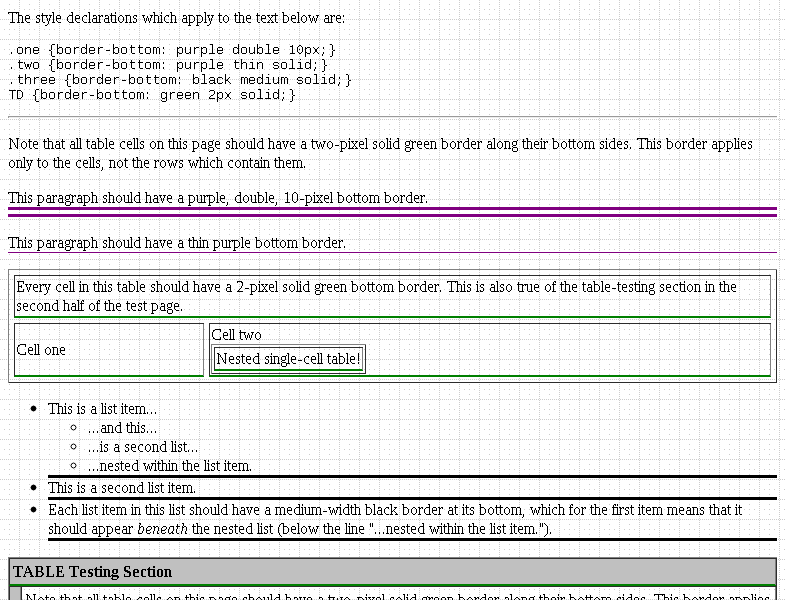 The style declarations which apply to the text below are:
.one {border-bottom: purple double 10px;}
.two {border-bottom: purple thin solid;}
.three {border-bottom: black medium solid;}
TD {border-bottom: green 2px solid;}
Note that all table cells on this page should have a two-pixel solid green border along their bottom sides. This border applies
only to the cells, not the rows which contain them.
This paragraph should have a purple, double, 10-pixel bottom border.
This paragraph should have a thin purple bottom border.
Every cell in this table should have a 2-pixel solid green bottom border. This is also true of the table-testing section in the
second half of the test page.
Cell one
Cell two
Nested single-cell table!
This is a list item...
...and this...
...is a second list...
...nested within the list item.
This is a second list item.
Each list item in this list should have a medium-width black border at its bottom, which for the first item means that it
should appear beneath the nested list (below the line "...nested within the list item.").
TABLE Testing Section
Note that all table cells on this page should have a two-pixel solid green border along their bottom sides. This border applies